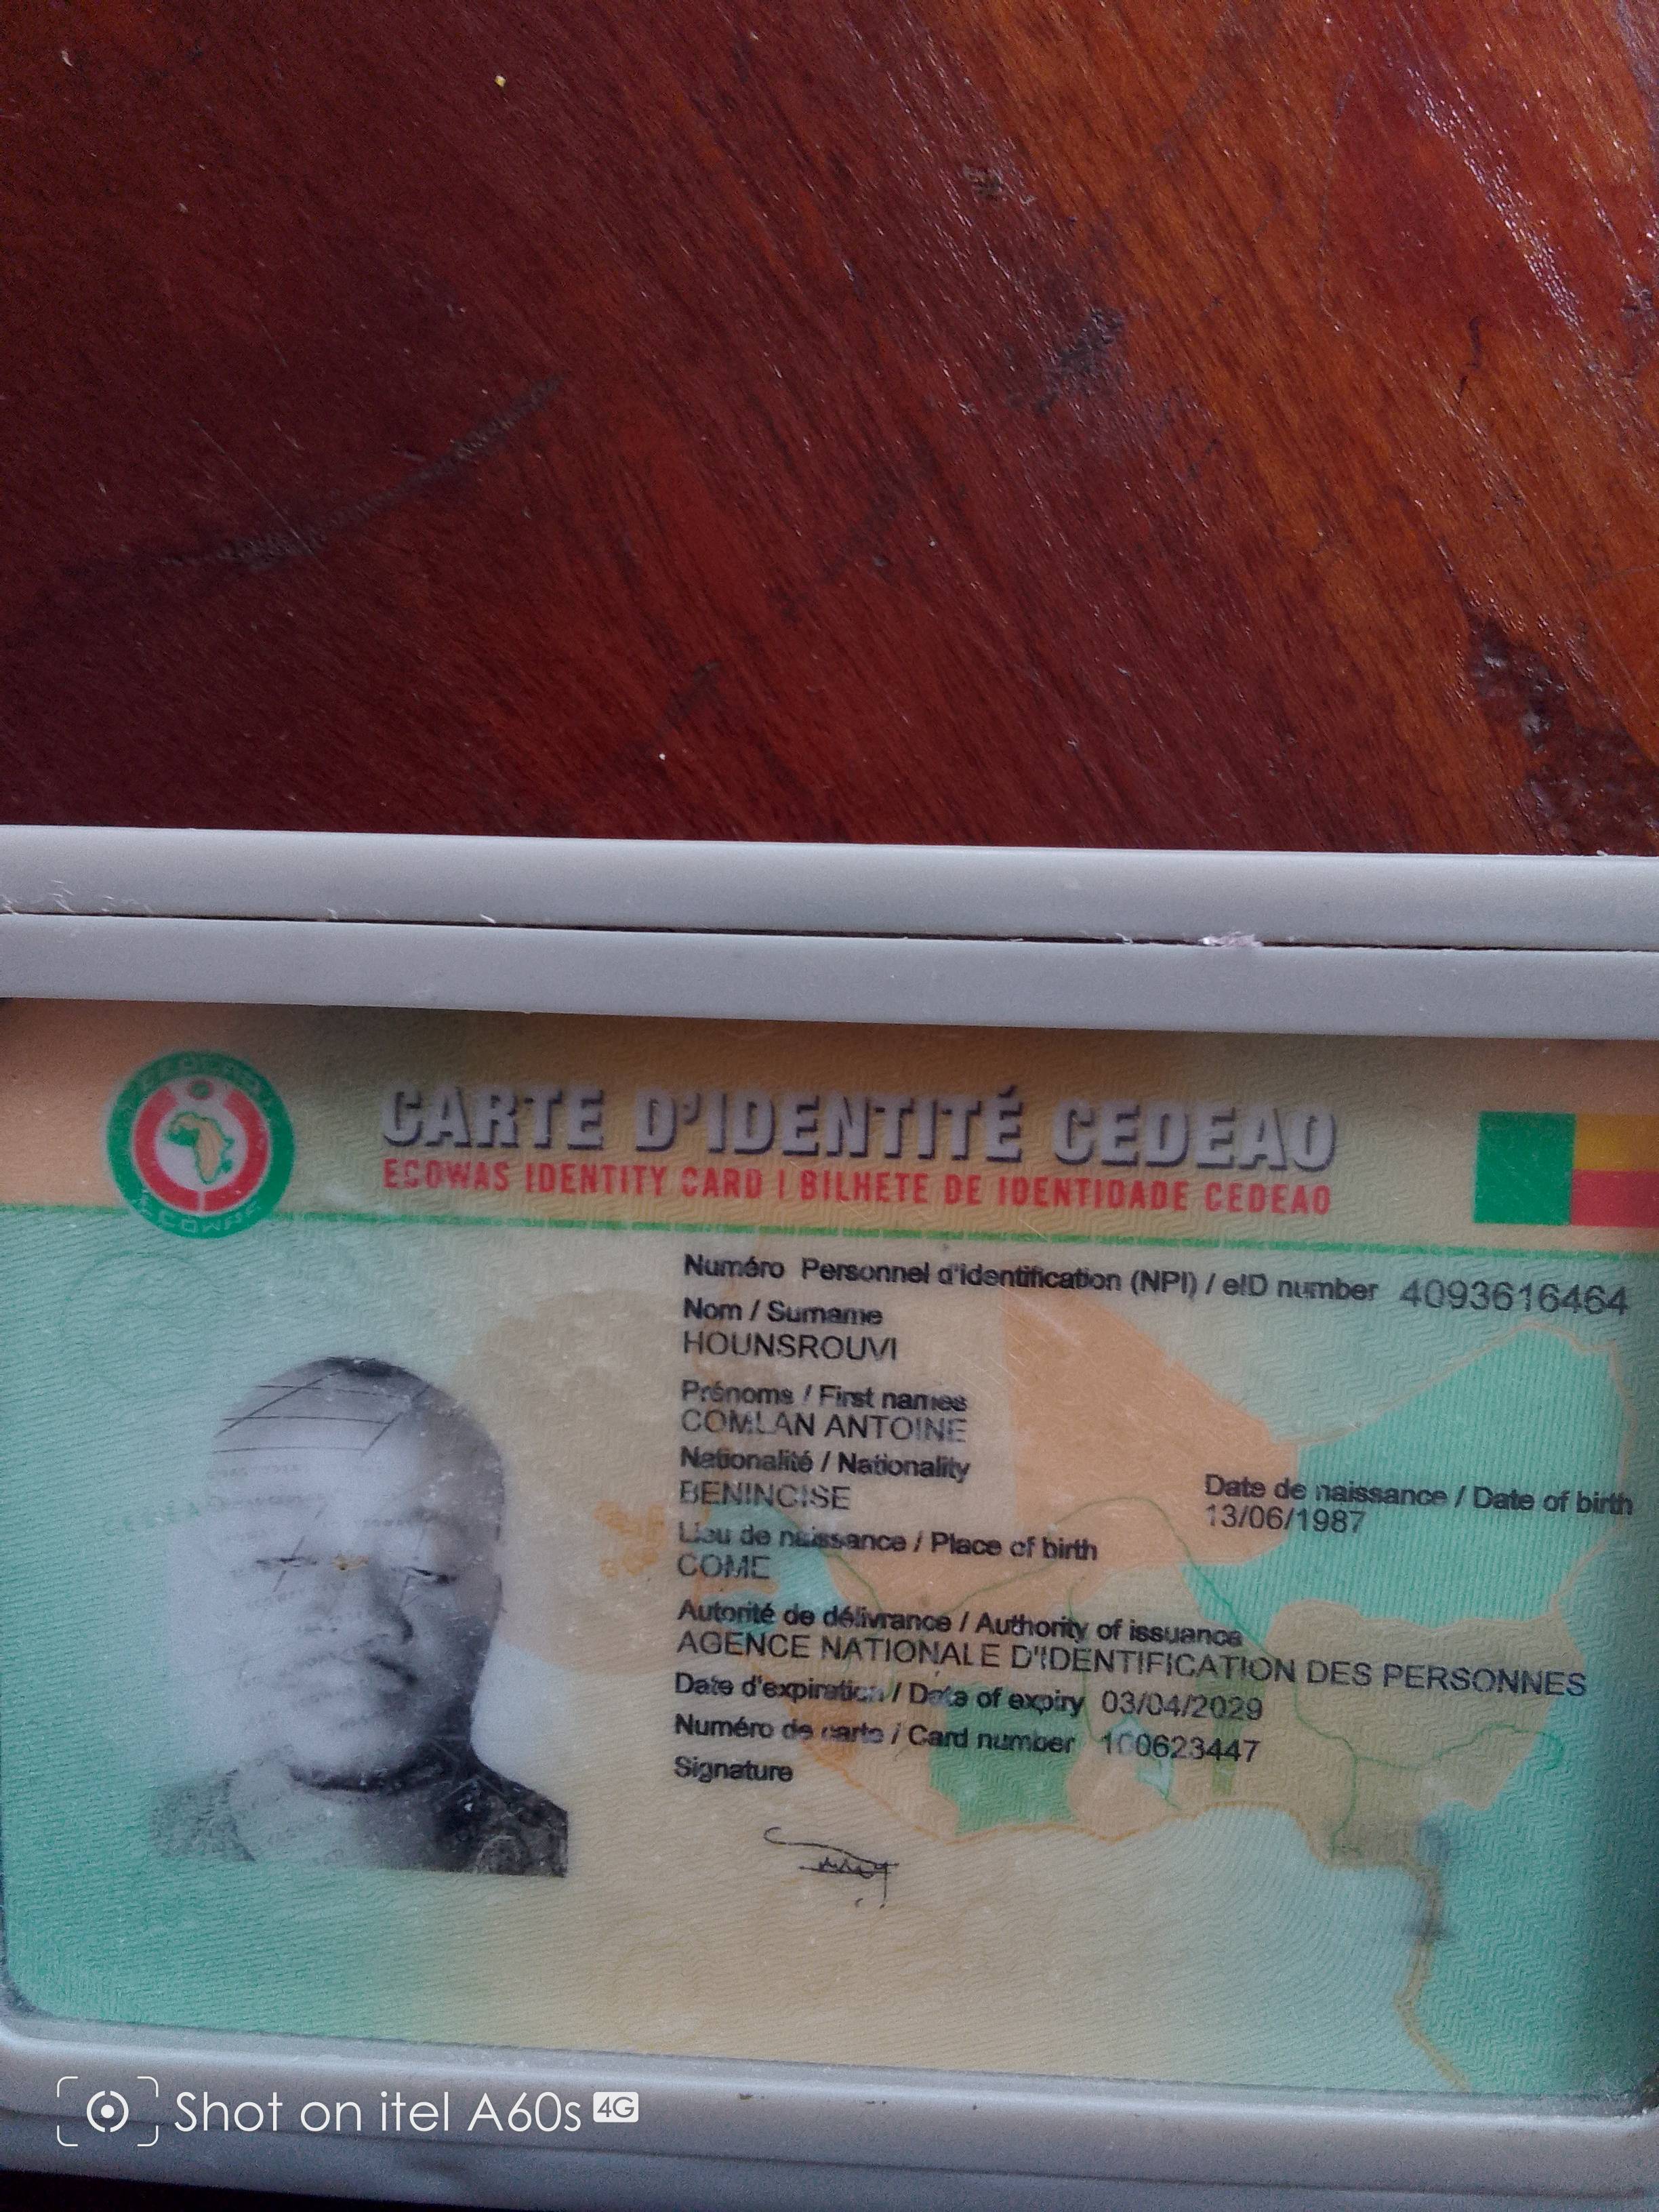 CARTE D'IDENTITÉ CEDEAO
ECOWAS IDENTITY CARD | BILHETE DE IDENTIDADE CEDEAO
Numéro Personnel d'identification (NPI) / eID number 4093616464
Nom / Surname
HOUNSROUVI
Prénoms / First names
COMLAN ANTOINE
Nationalité / Nationality
BENINOISE
Date de naissance / Date of birth
13/06/1987
Lieu de naissance / Place of birth
COME
Autorité de délivrance / Authority of issuance
AGENCE NATIONALE D'IDENTIFICATION DES PERSONNES
Date d'expiration / Date of expiry 03/04/2029
Numéro de carte / Card number 100623447
Signature
Shot on itel A60s 4G